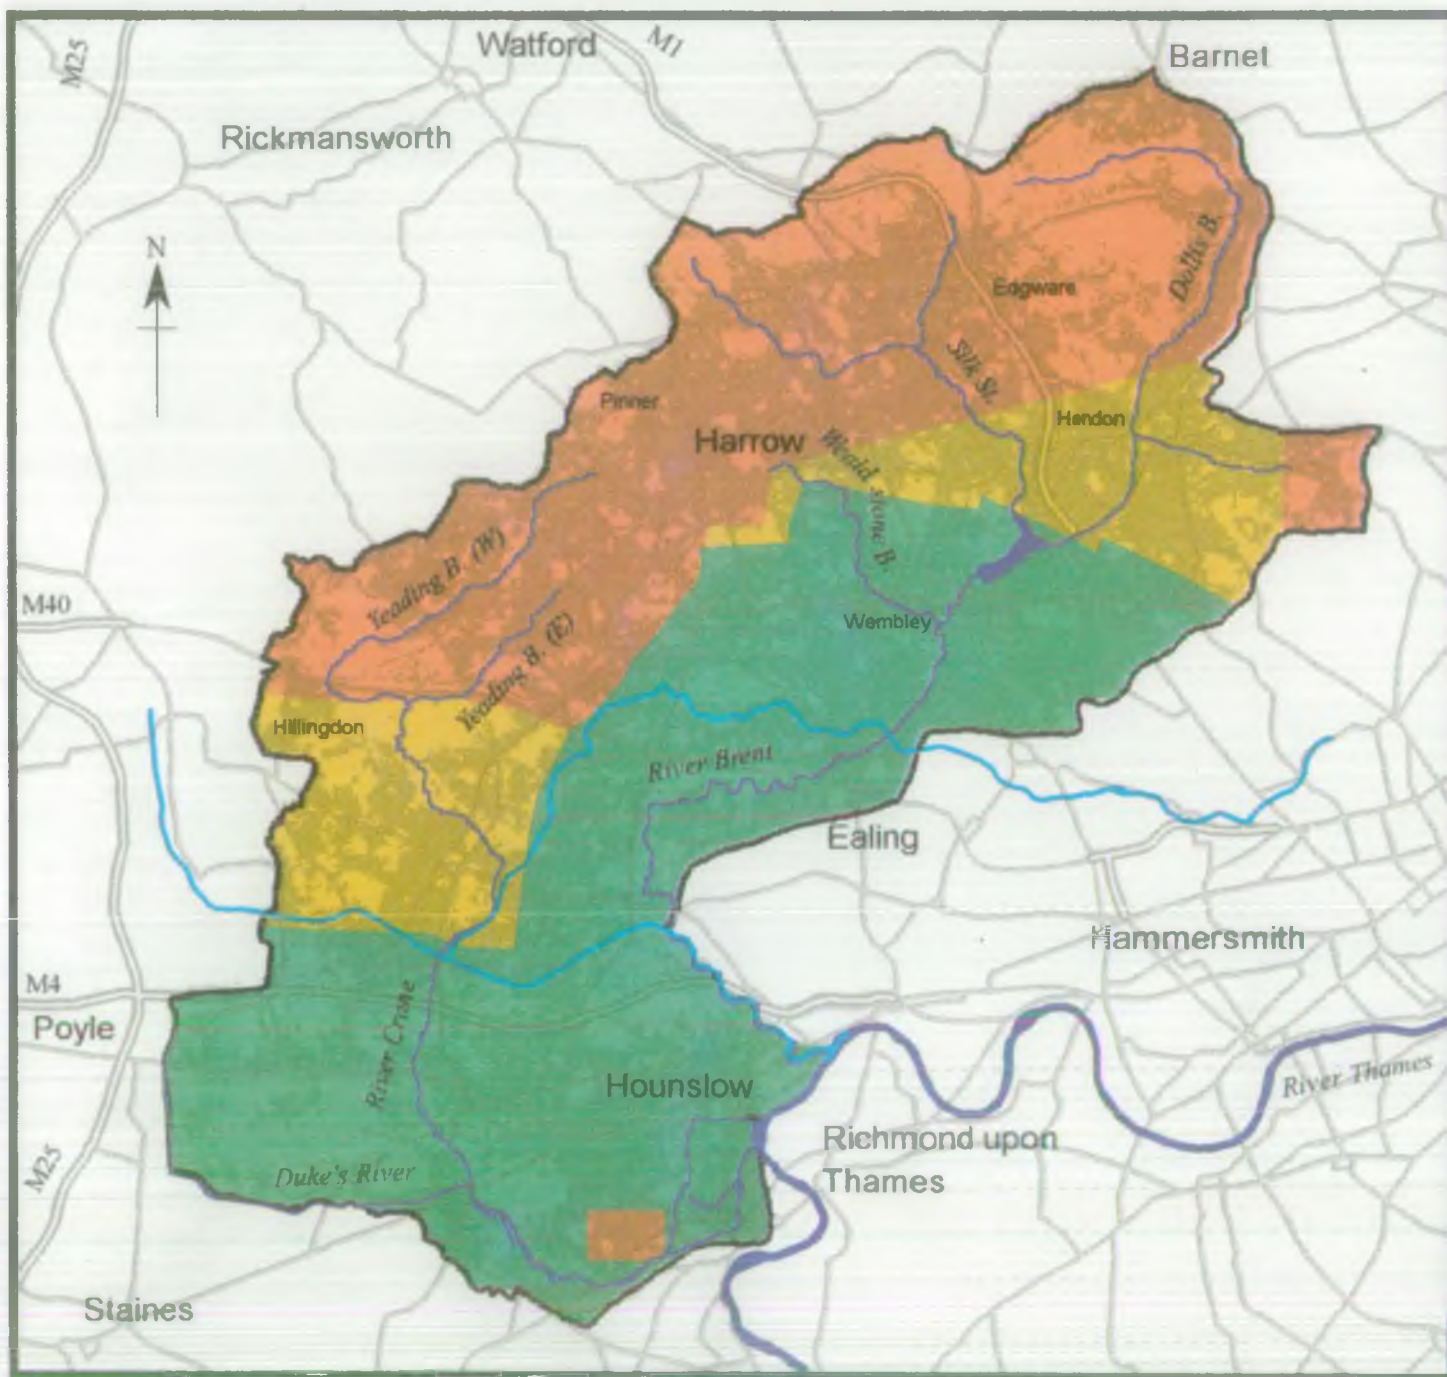 M25
Watford
M1
Barnet
Rickmansworth
N
Dollis B.
Edgware
Silk St.
Pinner
Hendon
Harrow
Weald stone B.
Yeading B. (W)
M40
Yeading B. (E)
Wembley
Hillingdon
River Brent
Ealing
Hammersmith
M4
River Crane
Poyle
Hounslow
River Thames
Richmond upon
Thames
M25
Duke's River
Staines